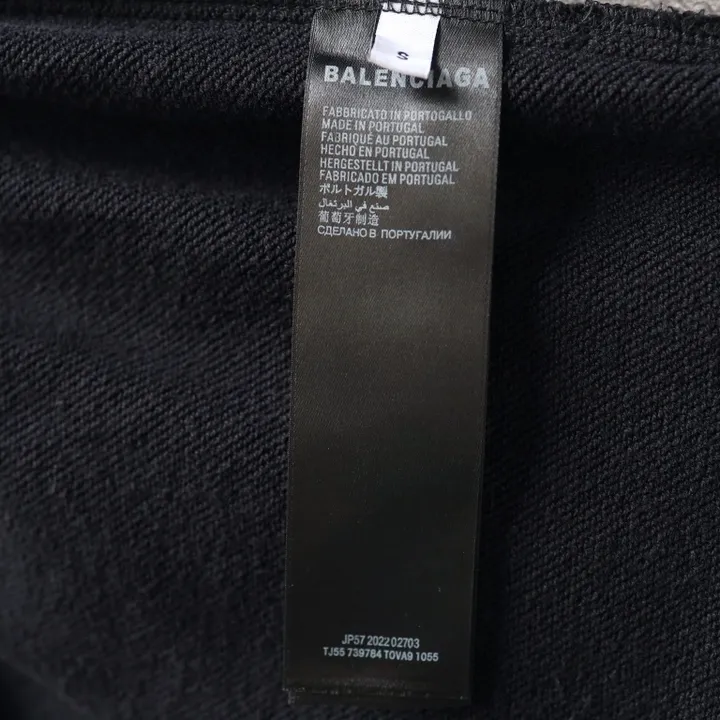 S
BALENCIAGA
FABBRICATO IN PORTOGALLO
MADE IN PORTUGAL
FABRIQUÉ AU PORTUGAL
HECHO EN PORTUGAL
HERGESTELLT IN PORTUGAL
FABRICADO EM PORTUGAL
ポルトガル製
صنع في البرتغال
葡萄牙制造
СДЕЛАНО В ПОРТУГАЛИИ
JP57 2022 02703
TJ55 739784 TOVA9 1055